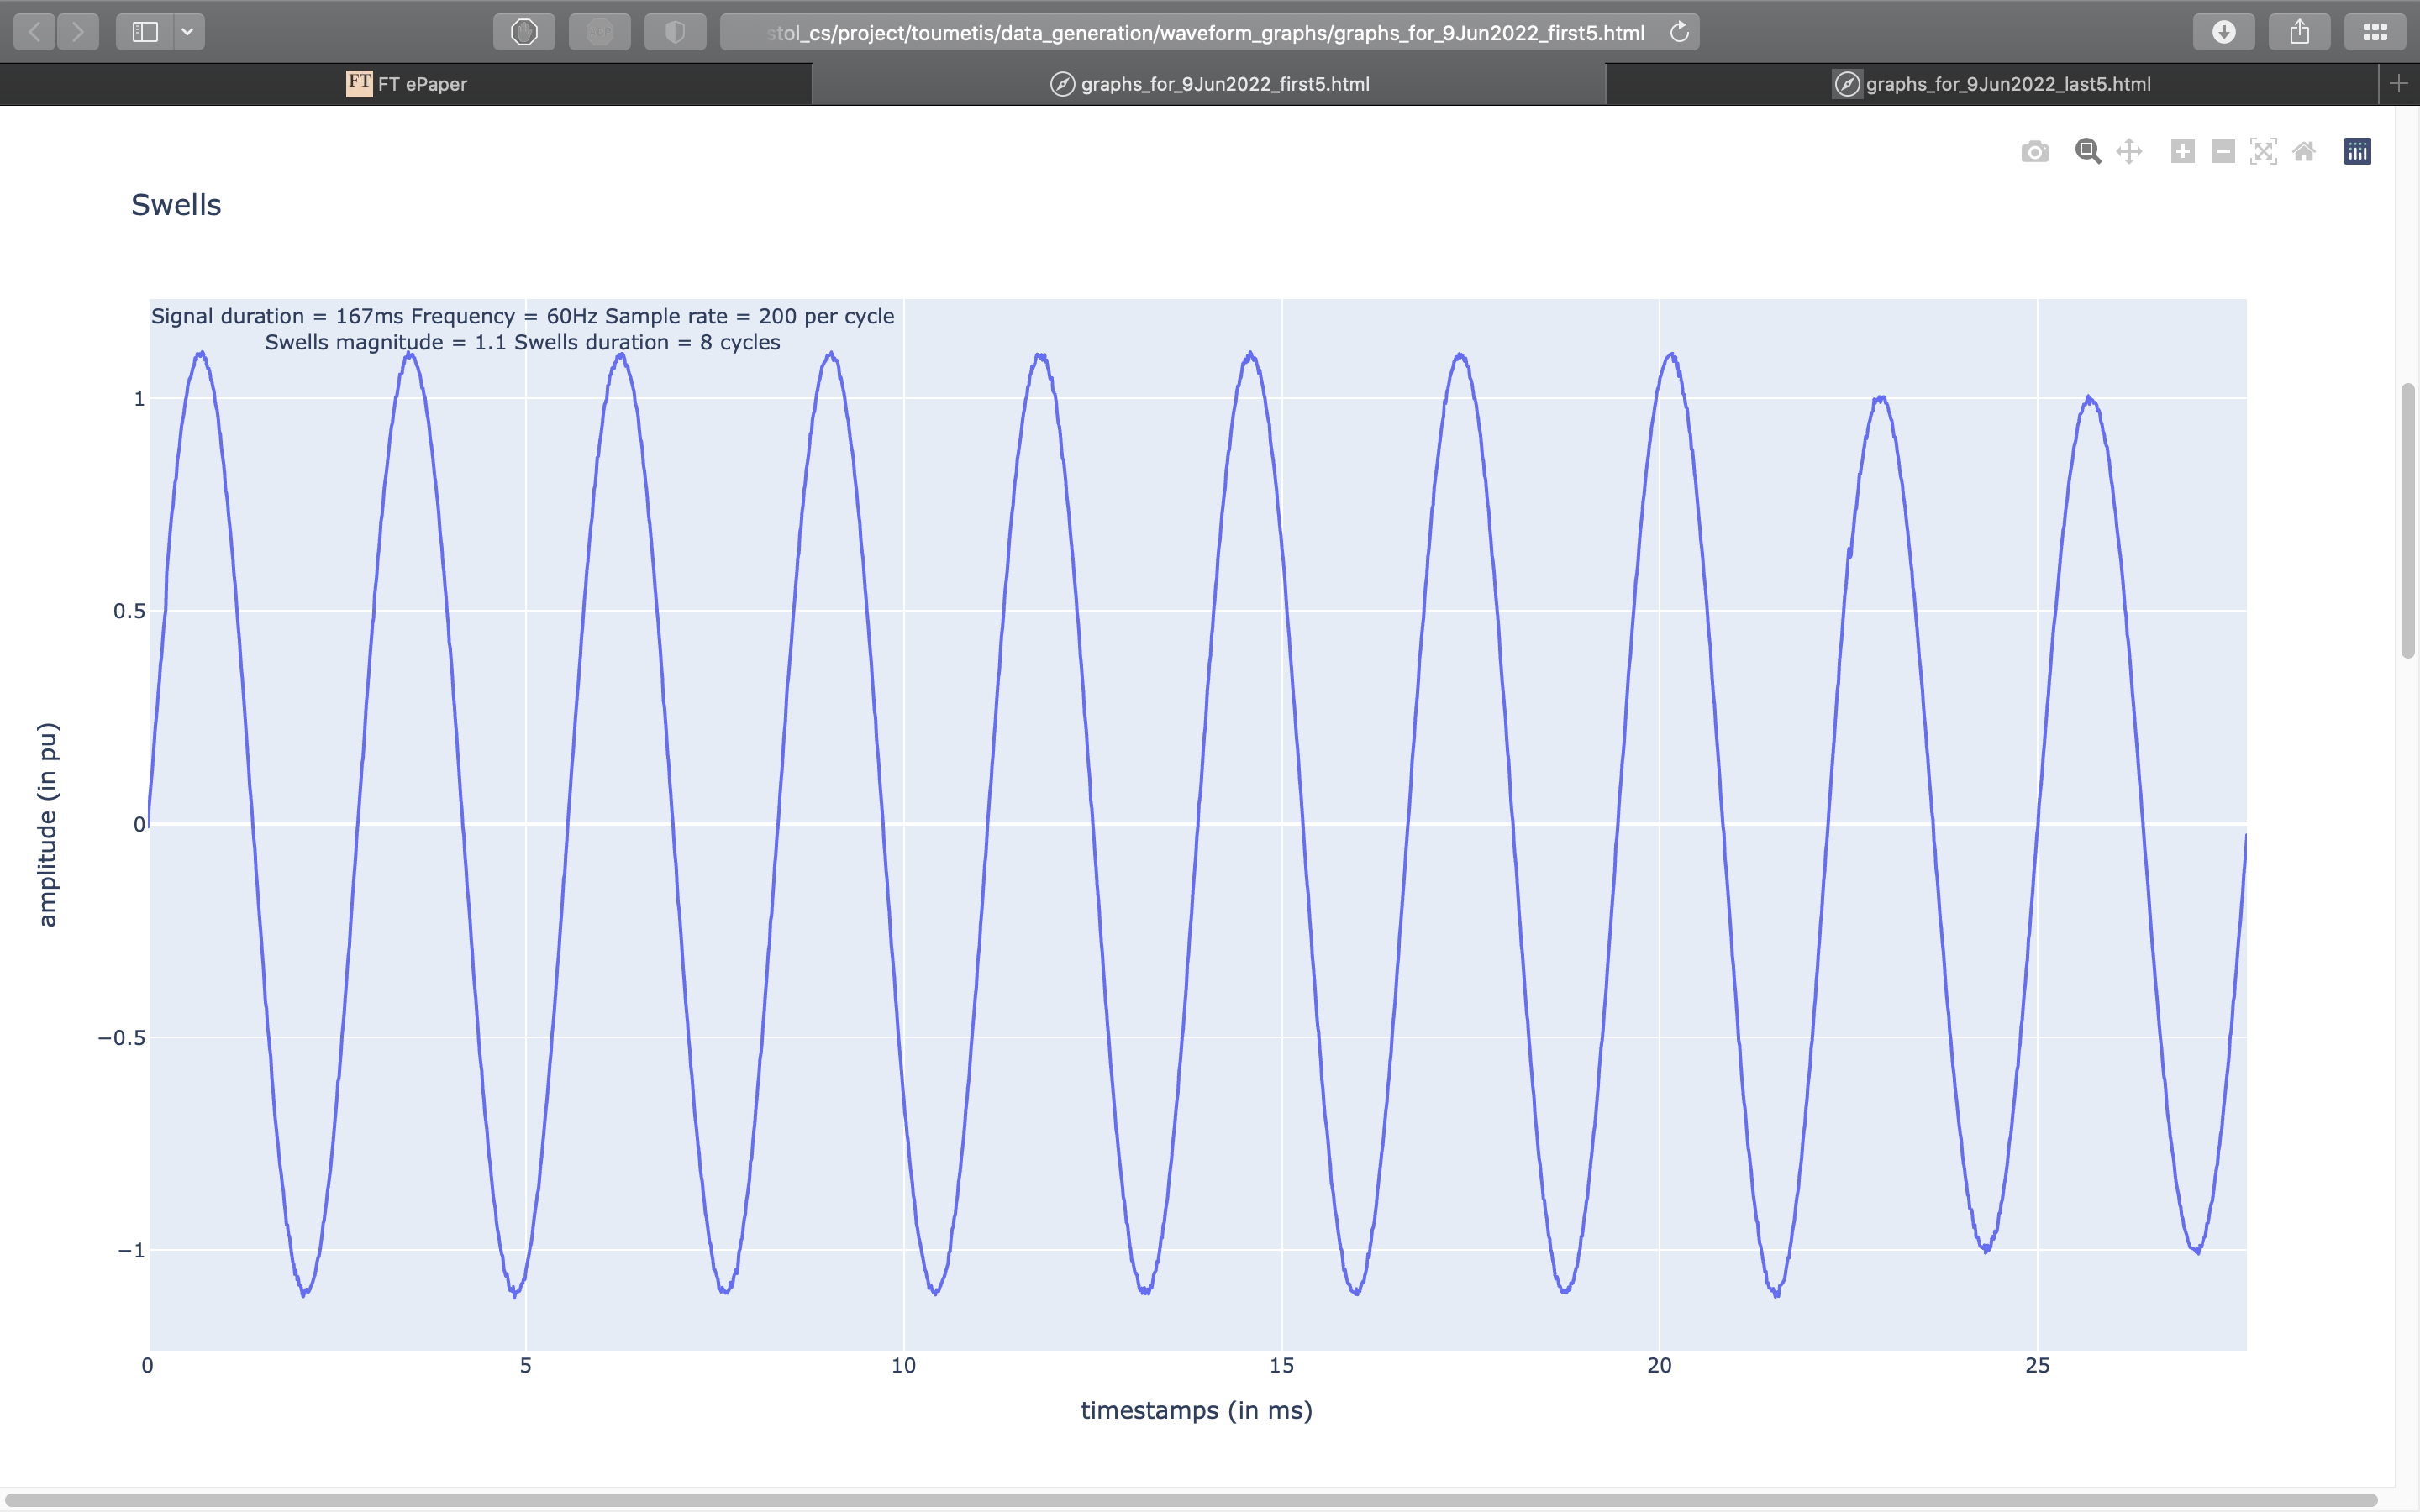 stol_cs/project/toumetis/data_generation/waveform_graphs/graphs_for_9Jun2022_first5.html
FT FT ePaper
graphs_for_9Jun2022_first5.html
graphs_for_9Jun2022_last5.html
Swells
Signal duration = 167ms Frequency = 60Hz Sample rate = 200 per cycle
Swells magnitude = 1.1 Swells duration = 8 cycles
1
0.5
0
−0.5
−1
amplitude (in pu)
0 5 10 15 20 25
timestamps (in ms)